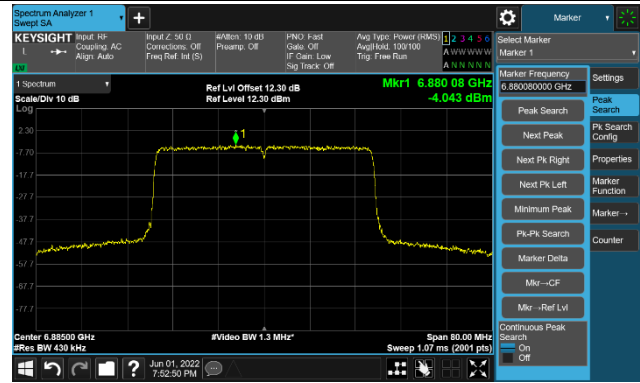 Spectrum Analyzer 1
Swept SA
Marker
KEYSIGHT Input: RF Input Z: 50 Ω #Atten: 10 dB PNO: Fast Avg Type: Power (RMS) 1 2 3 4 5 6
L Coupling: AC Corrections: Off Preamp: Off Gate: Off Avg|Hold: 100/100 A W W W W W
Align: Auto Freq Ref: Int (S) IF Gain: Low Trig: Free Run
Sig Track: Off A N N N N N
LNI
Select Marker
Marker 1
1 Spectrum
Ref Lvl Offset 12.30 dB
Mkr1 6.880 08 GHz
Scale/Div 10 dB
Ref Level 12.30 dBm
-4.043 dBm
Log
2.30
-7.70
-17.7
-27.7
-37.7
-47.7
-57.7
-67.7
-77.7
1
Center 6.88500 GHz
#Video BW 1.3 MHz*
Span 80.00 MHz
#Res BW 430 kHz
Sweep 1.07 ms (2001 pts)
Marker Frequency
6.880080000 GHz
Peak Search
Next Peak
Next Pk Right
Next Pk Left
Minimum Peak
Pk-Pk Search
Marker Delta
Mkr→CF
Mkr→Ref Lvl
Continuous Peak
Search
On
Off
Settings
Peak
Search
Pk Search
Config
Properties
Marker
Function
Marker→
Counter
?
Jun 01, 2022
7:52:50 PM